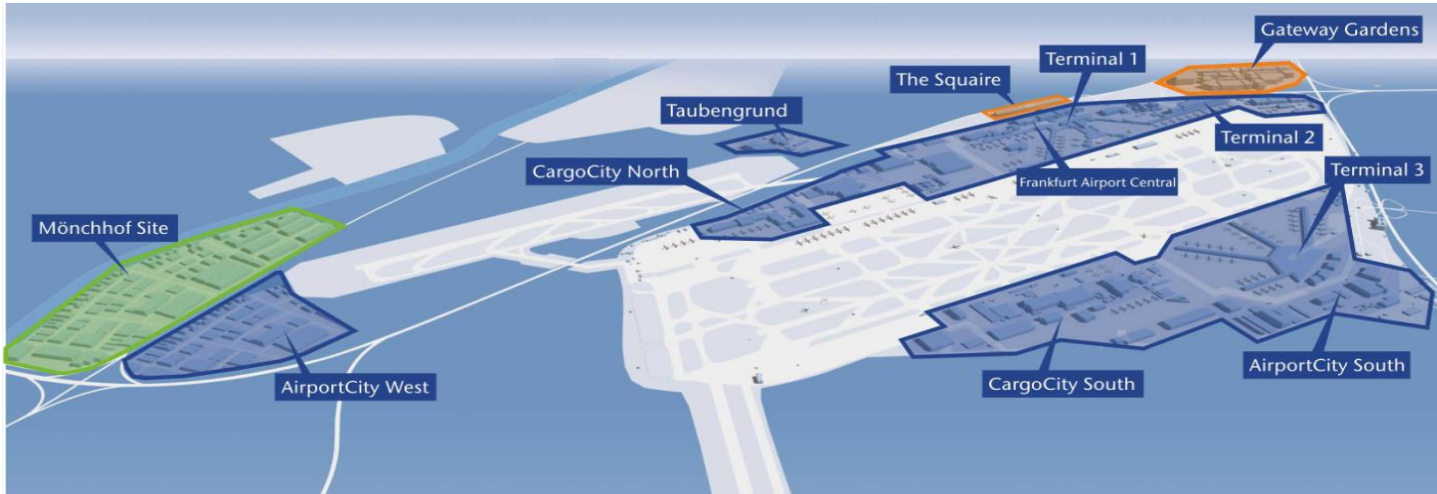 Gateway Gardens
Terminal 1
The Squaire
Taubengrund
Terminal 2
CargoCity North
Frankfurt Airport Central
Terminal 3
Mönchhof Site
AirportCity South
CargoCity South
AirportCity West